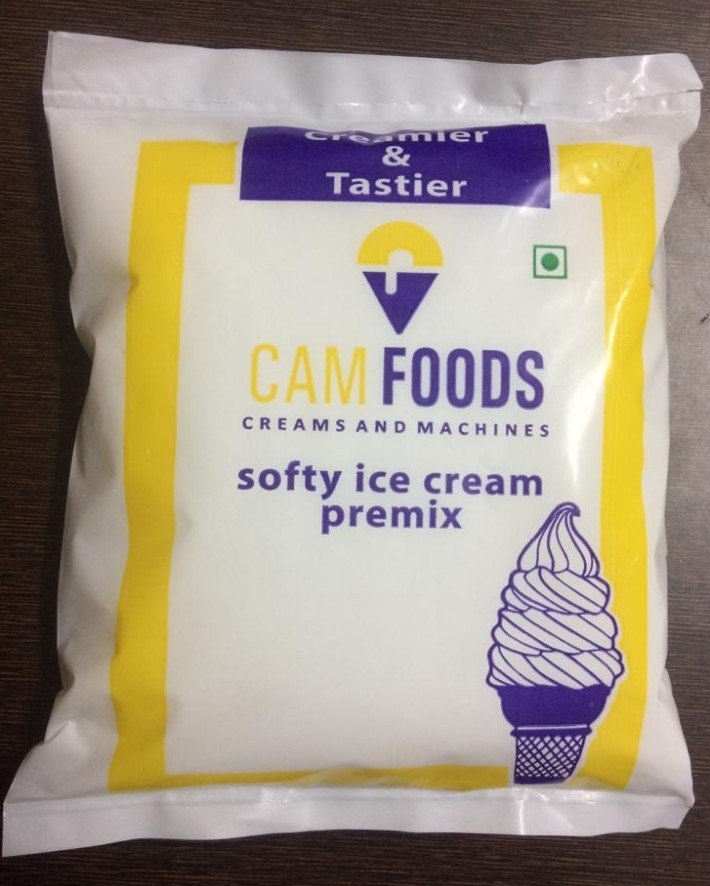 Creamier
&
Tastier
CAM FOODS
CREAMS AND MACHINES
softy ice cream
premix